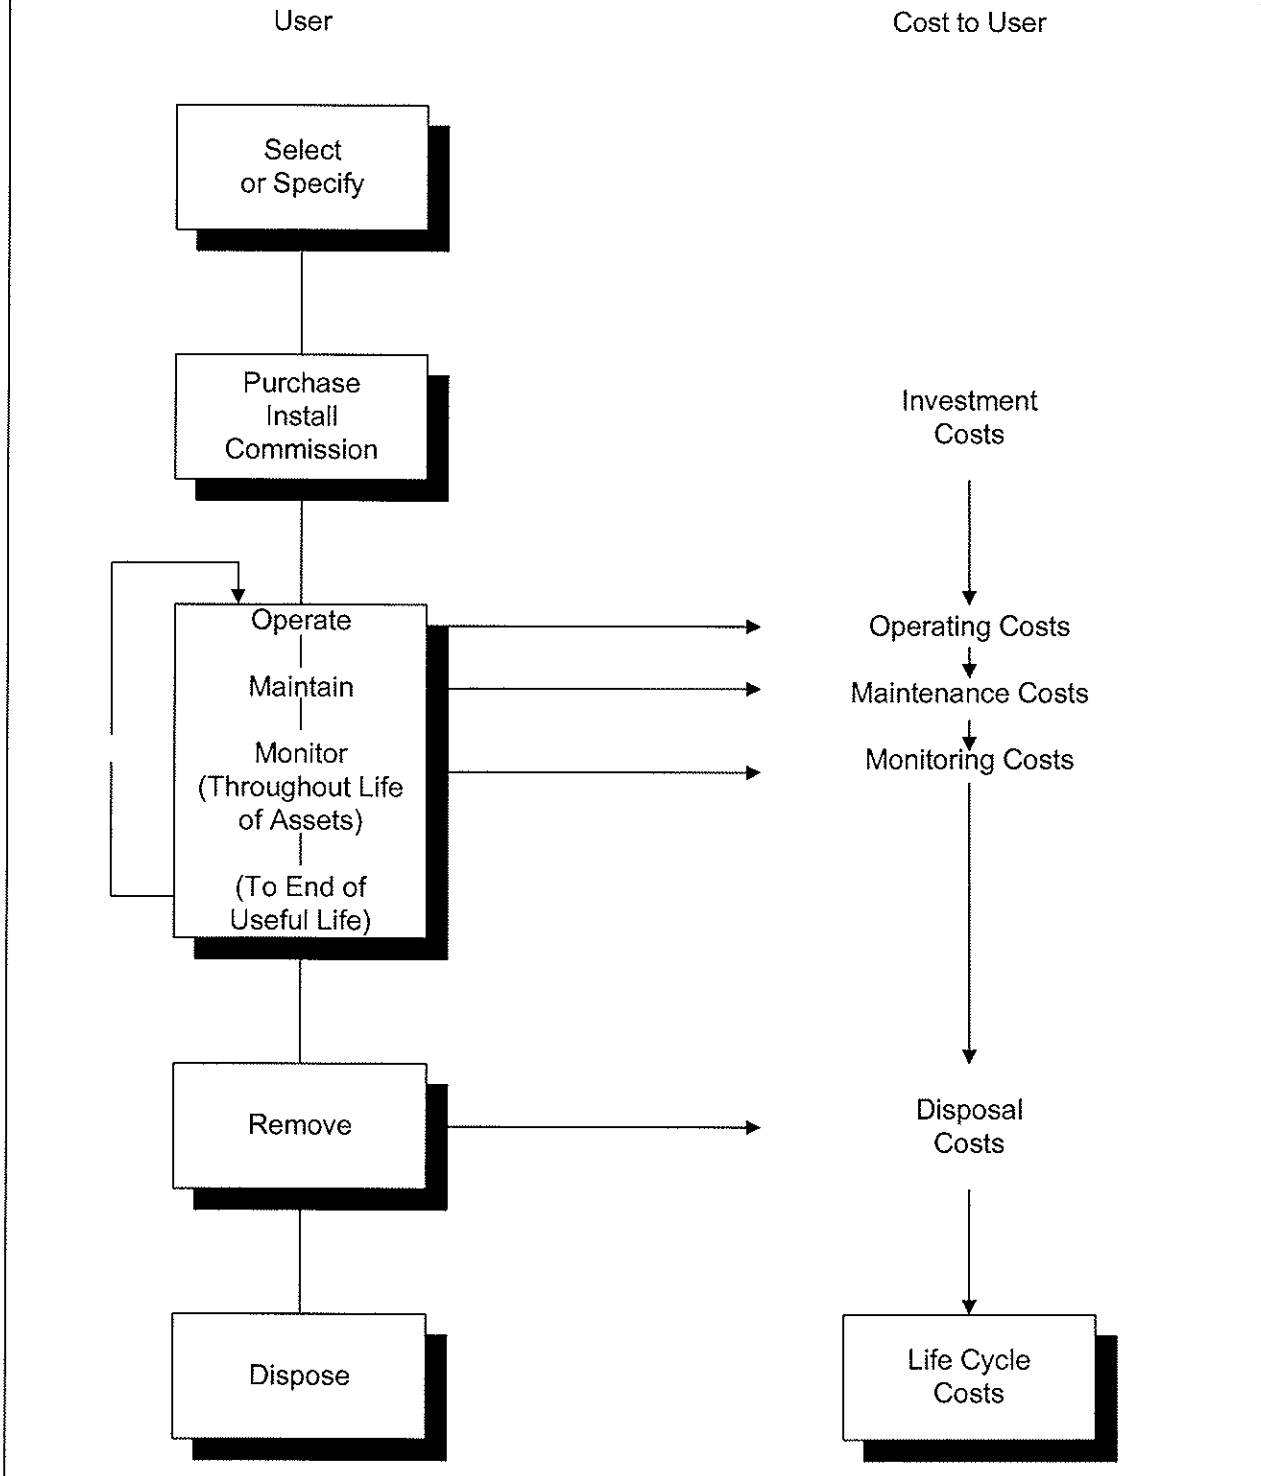 User
Cost to User
Select
or Specify
Purchase
Install
Commission
Investment
Costs
Operate
Maintain
Monitor
(Throughout Life
of Assets)
(To End of
Useful Life)
Operating Costs
Maintenance Costs
Monitoring Costs
Remove
Disposal
Costs
Dispose
Life Cycle
Costs